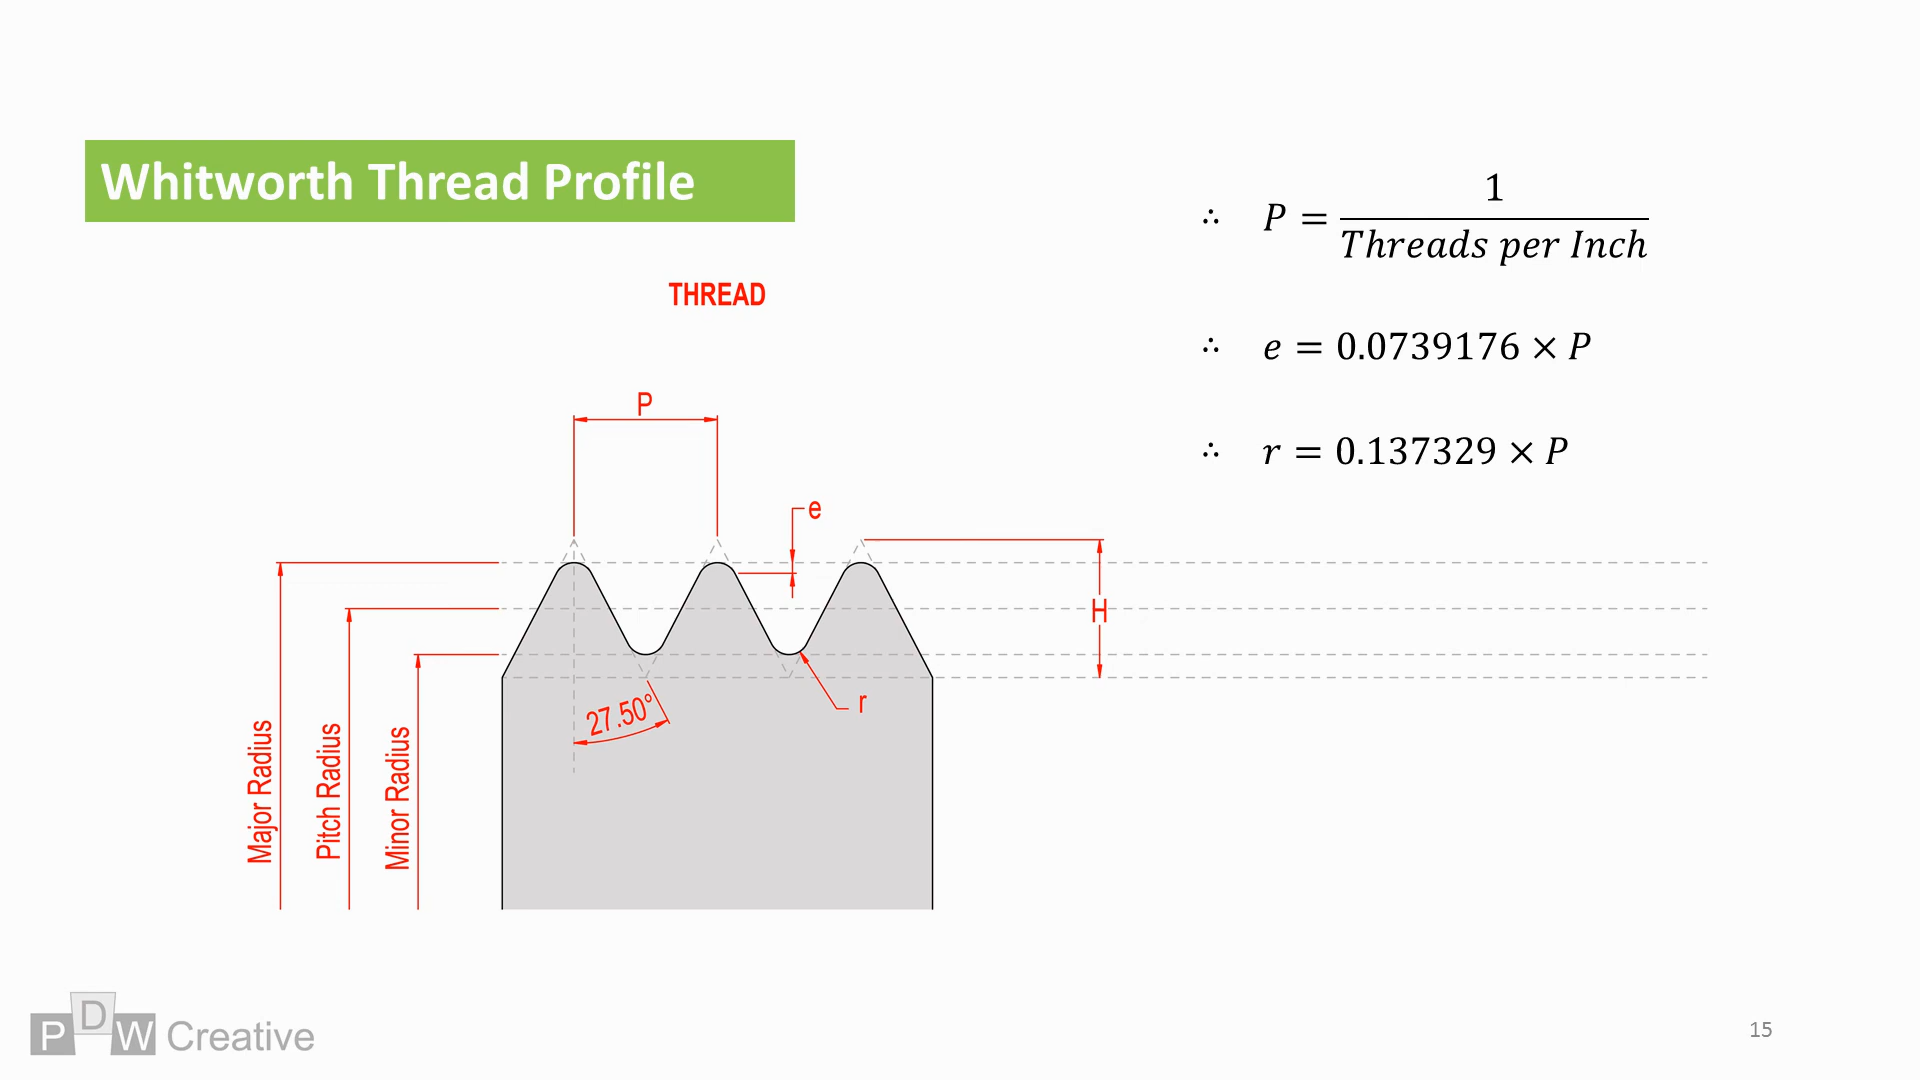 Whitworth Thread Profile
∴ P = 1 / Threads per Inch
∴ e = 0.0739176 × P
∴ r = 0.137329 × P
THREAD
P
e
H
r
27.50°
Major Radius
Pitch Radius
Minor Radius
PDW Creative
15